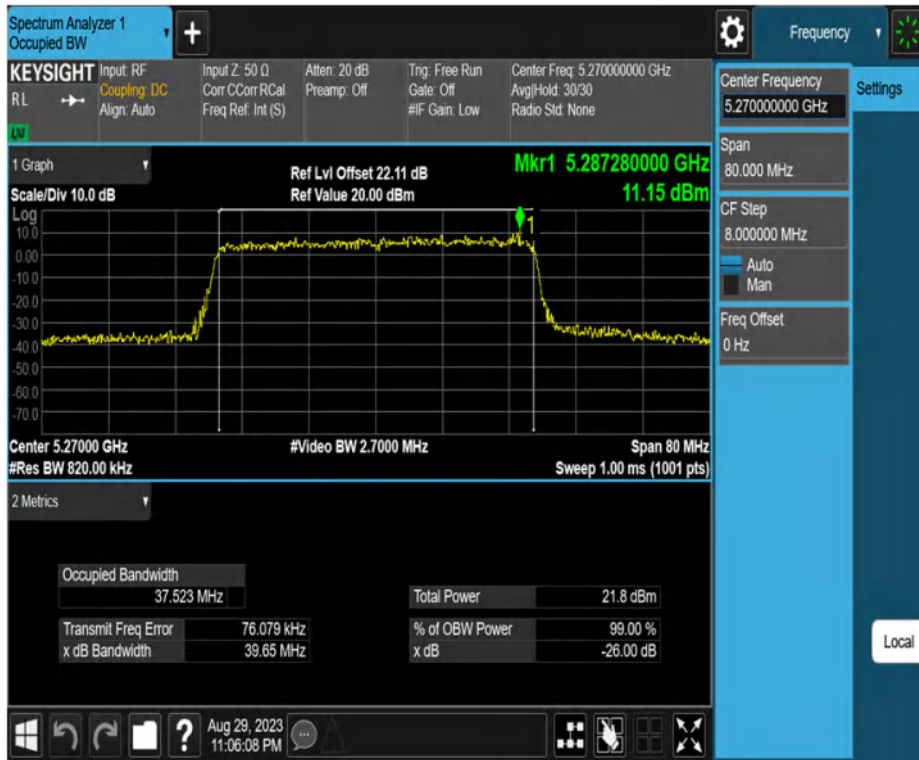 Spectrum Analyzer 1
Occupied BW
+
Frequency
KEYSIGHT
Input: RF
Input Z: 50 Ω
Atten: 20 dB
Trig: Free Run
Center Freq: 5.270000000 GHz
RL
Coupling: DC
Corr CCorr RCal
Preamp: Off
Gate: Off
Avg|Hold: 30/30
Align: Auto
Freq Ref: Int (S)
#IF Gain: Low
Radio Std: None
LXI
Center Frequency
5.270000000 GHz
Settings
Span
80.000 MHz
CF Step
8.000000 MHz
Auto
Man
Freq Offset
0 Hz
Local
1 Graph
Ref Lvl Offset 22.11 dB
Mkr1 5.287280000 GHz
Scale/Div 10.0 dB
Ref Value 20.00 dBm
11.15 dBm
Log
1
10.0
0.00
-10.0
-20.0
-30.0
-40.0
-50.0
-60.0
-70.0
Center 5.27000 GHz
#Video BW 2.7000 MHz
Span 80 MHz
#Res BW 820.00 kHz
Sweep 1.00 ms (1001 pts)
2 Metrics
Occupied Bandwidth
37.523 MHz
Total Power 21.8 dBm
Transmit Freq Error 76.079 kHz
% of OBW Power 99.00 %
x dB Bandwidth 39.65 MHz
x dB -26.00 dB
?
Aug 29, 2023
11:06:08 PM